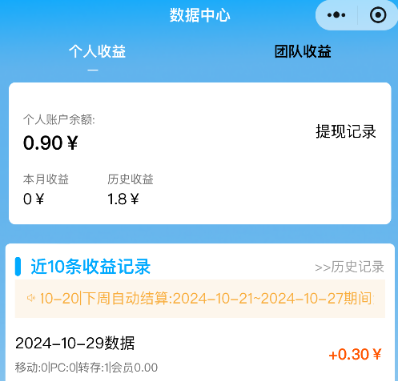 数据中心
个人收益 团队收益
个人账户余额:
0.90¥
提现记录
本月收益 历史收益
0¥ 1.8¥
近10条收益记录 >>历史记录
10-20|下周自动结算:2024-10-21~2024-10-27期间
2024-10-29数据
+0.30¥
移动:0|PC:0|转存:1|会员0.00